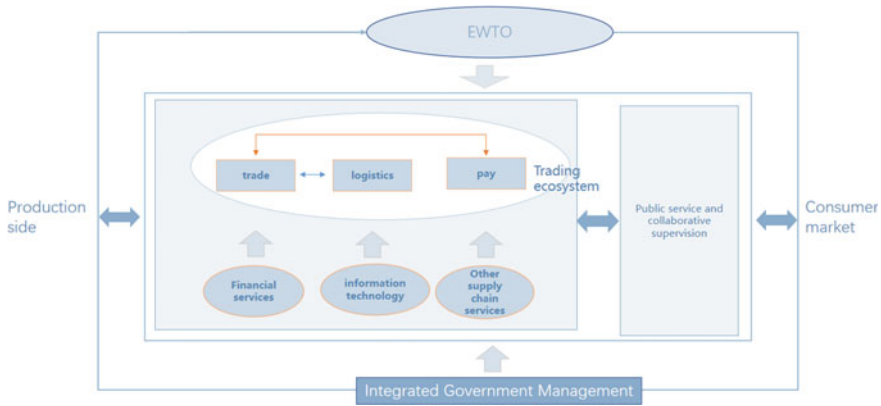 EWTO
trade
logistics
pay
Trading
ecosystem
Production
side
Public service and
collaborative
supervision
Consumer
market
Financial
services
information
technology
Other
supply
chain
services
Integrated Government Management